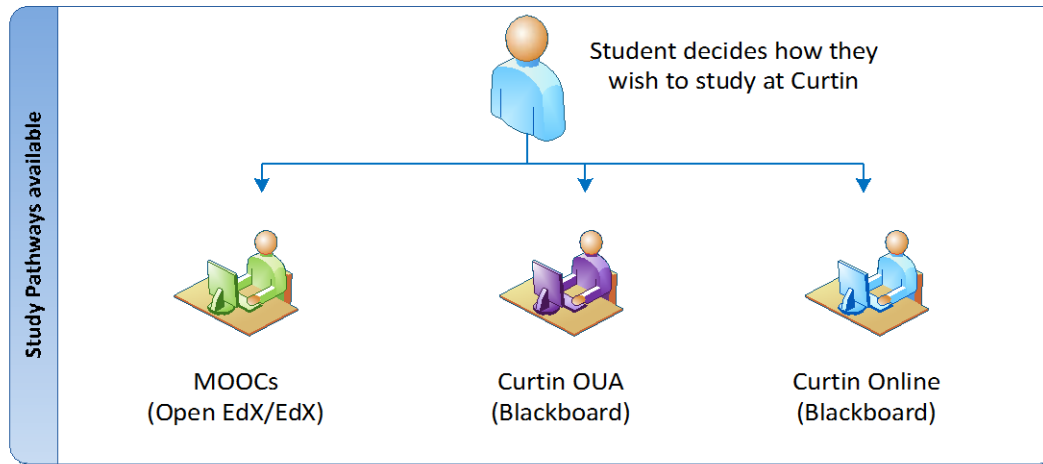 Study Pathways available
Student decides how they
wish to study at Curtin
MOOCs
(Open EdX/EdX)
Curtin OUA
(Blackboard)
Curtin Online
(Blackboard)